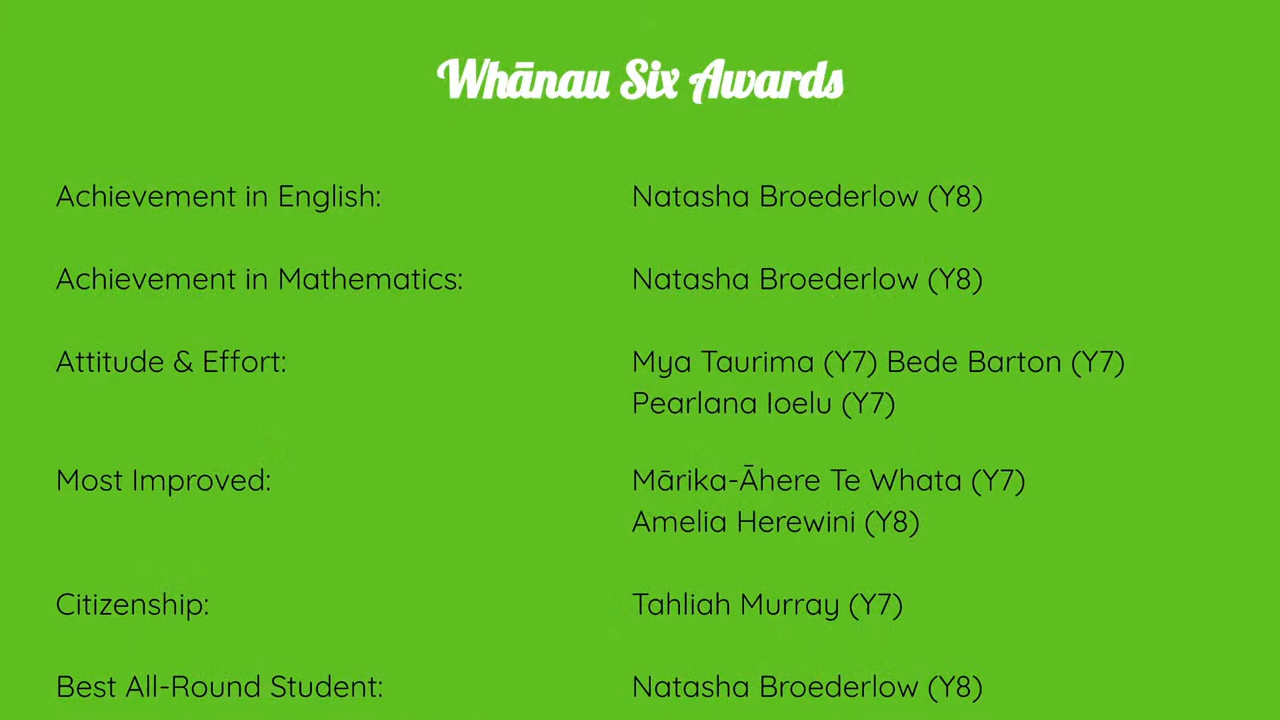 Whānau Six Awards
Achievement in English: Natasha Broederlow (Y8)
Achievement in Mathematics: Natasha Broederlow (Y8)
Attitude & Effort: Mya Taurima (Y7) Bede Barton (Y7)
Pearlana Ioelu (Y7)
Most Improved: Mārika-Āhere Te Whata (Y7)
Amelia Herewini (Y8)
Citizenship: Tahliah Murray (Y7)
Best All-Round Student: Natasha Broederlow (Y8)